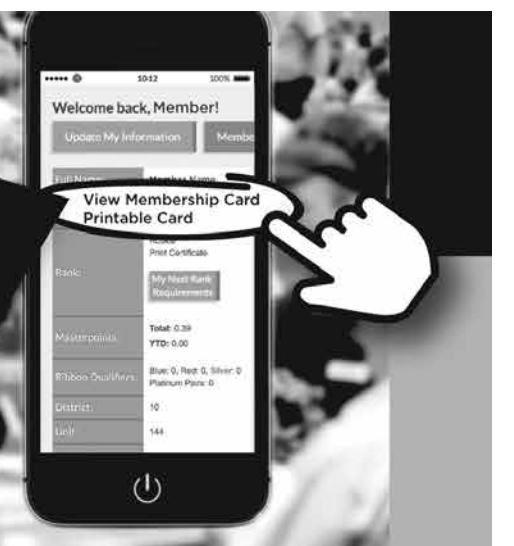 10:12 100%
Welcome back, Member!
Update My Information Membe
Full Name: Member Name
View Membership Card
Printable Card
Print Certificate
Rank:
My Next Rank
Requirements
Masterpoints:
Total: 0.39
YTD: 0.00
Ribbon Qualifiers:
Blue: 0, Red: 0, Silver: 0
Platinum Pairs: 0
District: 10
Unit 144